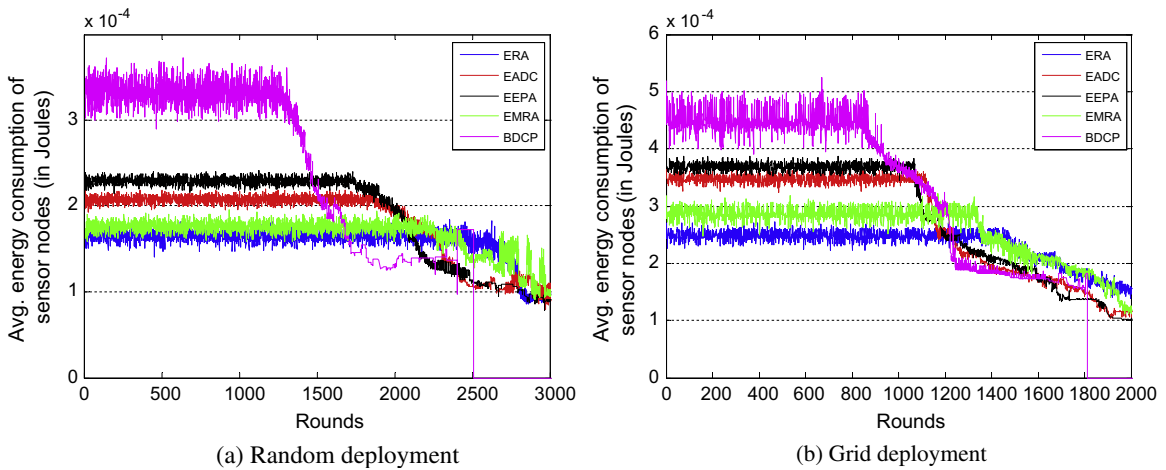 x 10⁻⁴
Avg. energy consumption of
sensor nodes (in Joules)
3
2
1
0
0 500 1000 1500 2000 2500 3000
Rounds
ERA
EADC
EEPA
EMRA
BDCP
(a) Random deployment
x 10⁻⁴
Avg. energy consumption of
sensor nodes (in Joules)
6
5
4
3
2
1
0
0 200 400 600 800 1000 1200 1400 1600 1800 2000
Rounds
ERA
EADC
EEPA
EMRA
BDCP
(b) Grid deployment